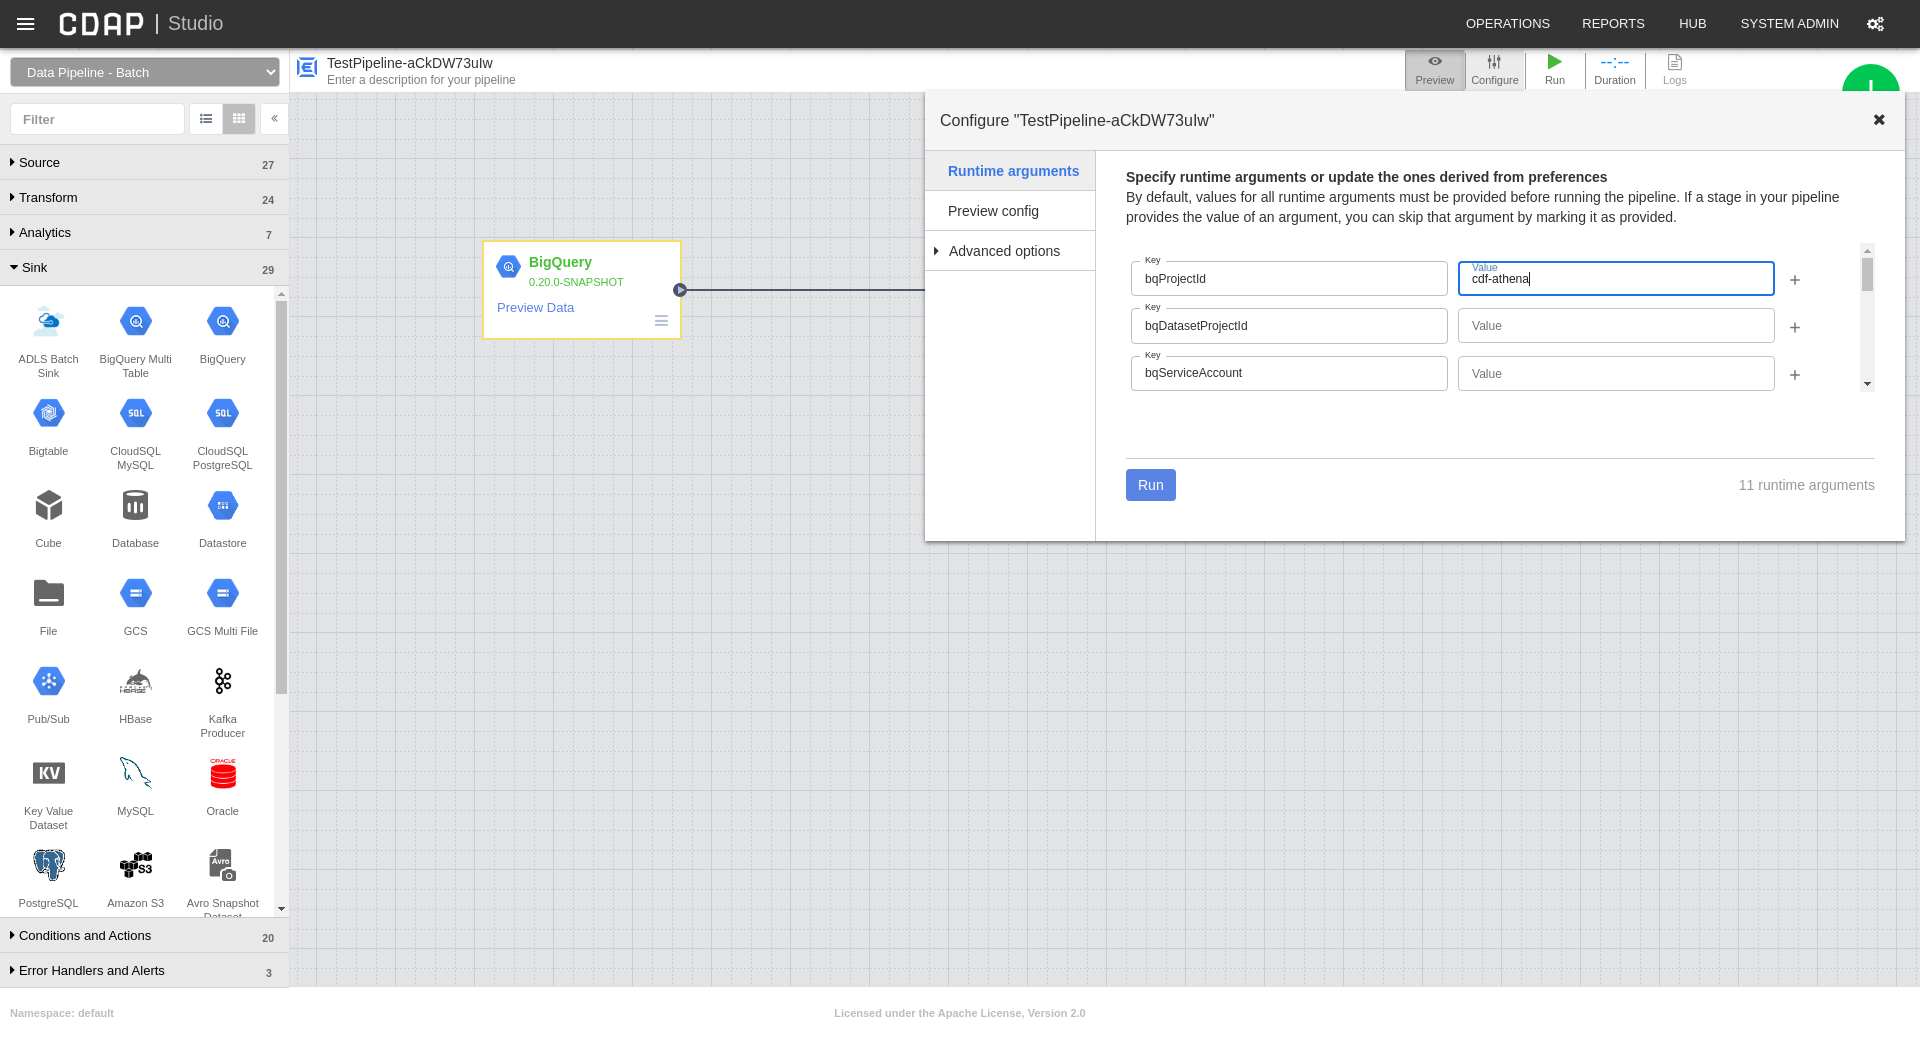 CDAP | Studio
OPERATIONS
REPORTS
HUB
SYSTEM ADMIN
Data Pipeline - Batch
TestPipeline-aCkDW73uIw
Enter a description for your pipeline
Preview
Configure
Run
--:--
Duration
Logs
Filter
Source 27
Transform 24
Analytics 7
Sink 29
ADLS Batch
Sink
BigQuery Multi
Table
BigQuery
SQL
SQL
Bigtable
CloudSQL
MySQL
CloudSQL
PostgreSQL
Cube
Database
Datastore
File
GCS
GCS Multi File
HBASE
Pub/Sub
HBase
Kafka
Producer
KV
ORACLE
Key Value
Dataset
MySQL
Oracle
S3
Avro
PostgreSQL
Amazon S3
Avro Snapshot
Dataset
Conditions and Actions 20
Error Handlers and Alerts 3
BigQuery
0.20.0-SNAPSHOT
Preview Data
Configure "TestPipeline-aCkDW73uIw"
Runtime arguments
Preview config
Advanced options
Specify runtime arguments or update the ones derived from preferences
By default, values for all runtime arguments must be provided before running the pipeline. If a stage in your pipeline
provides the value of an argument, you can skip that argument by marking it as provided.
Key
bqProjectId
Value
cdf-athena
Key
bqDatasetProjectId
Value
Key
bqServiceAccount
Value
Run
11 runtime arguments
Namespace: default
Licensed under the Apache License, Version 2.0